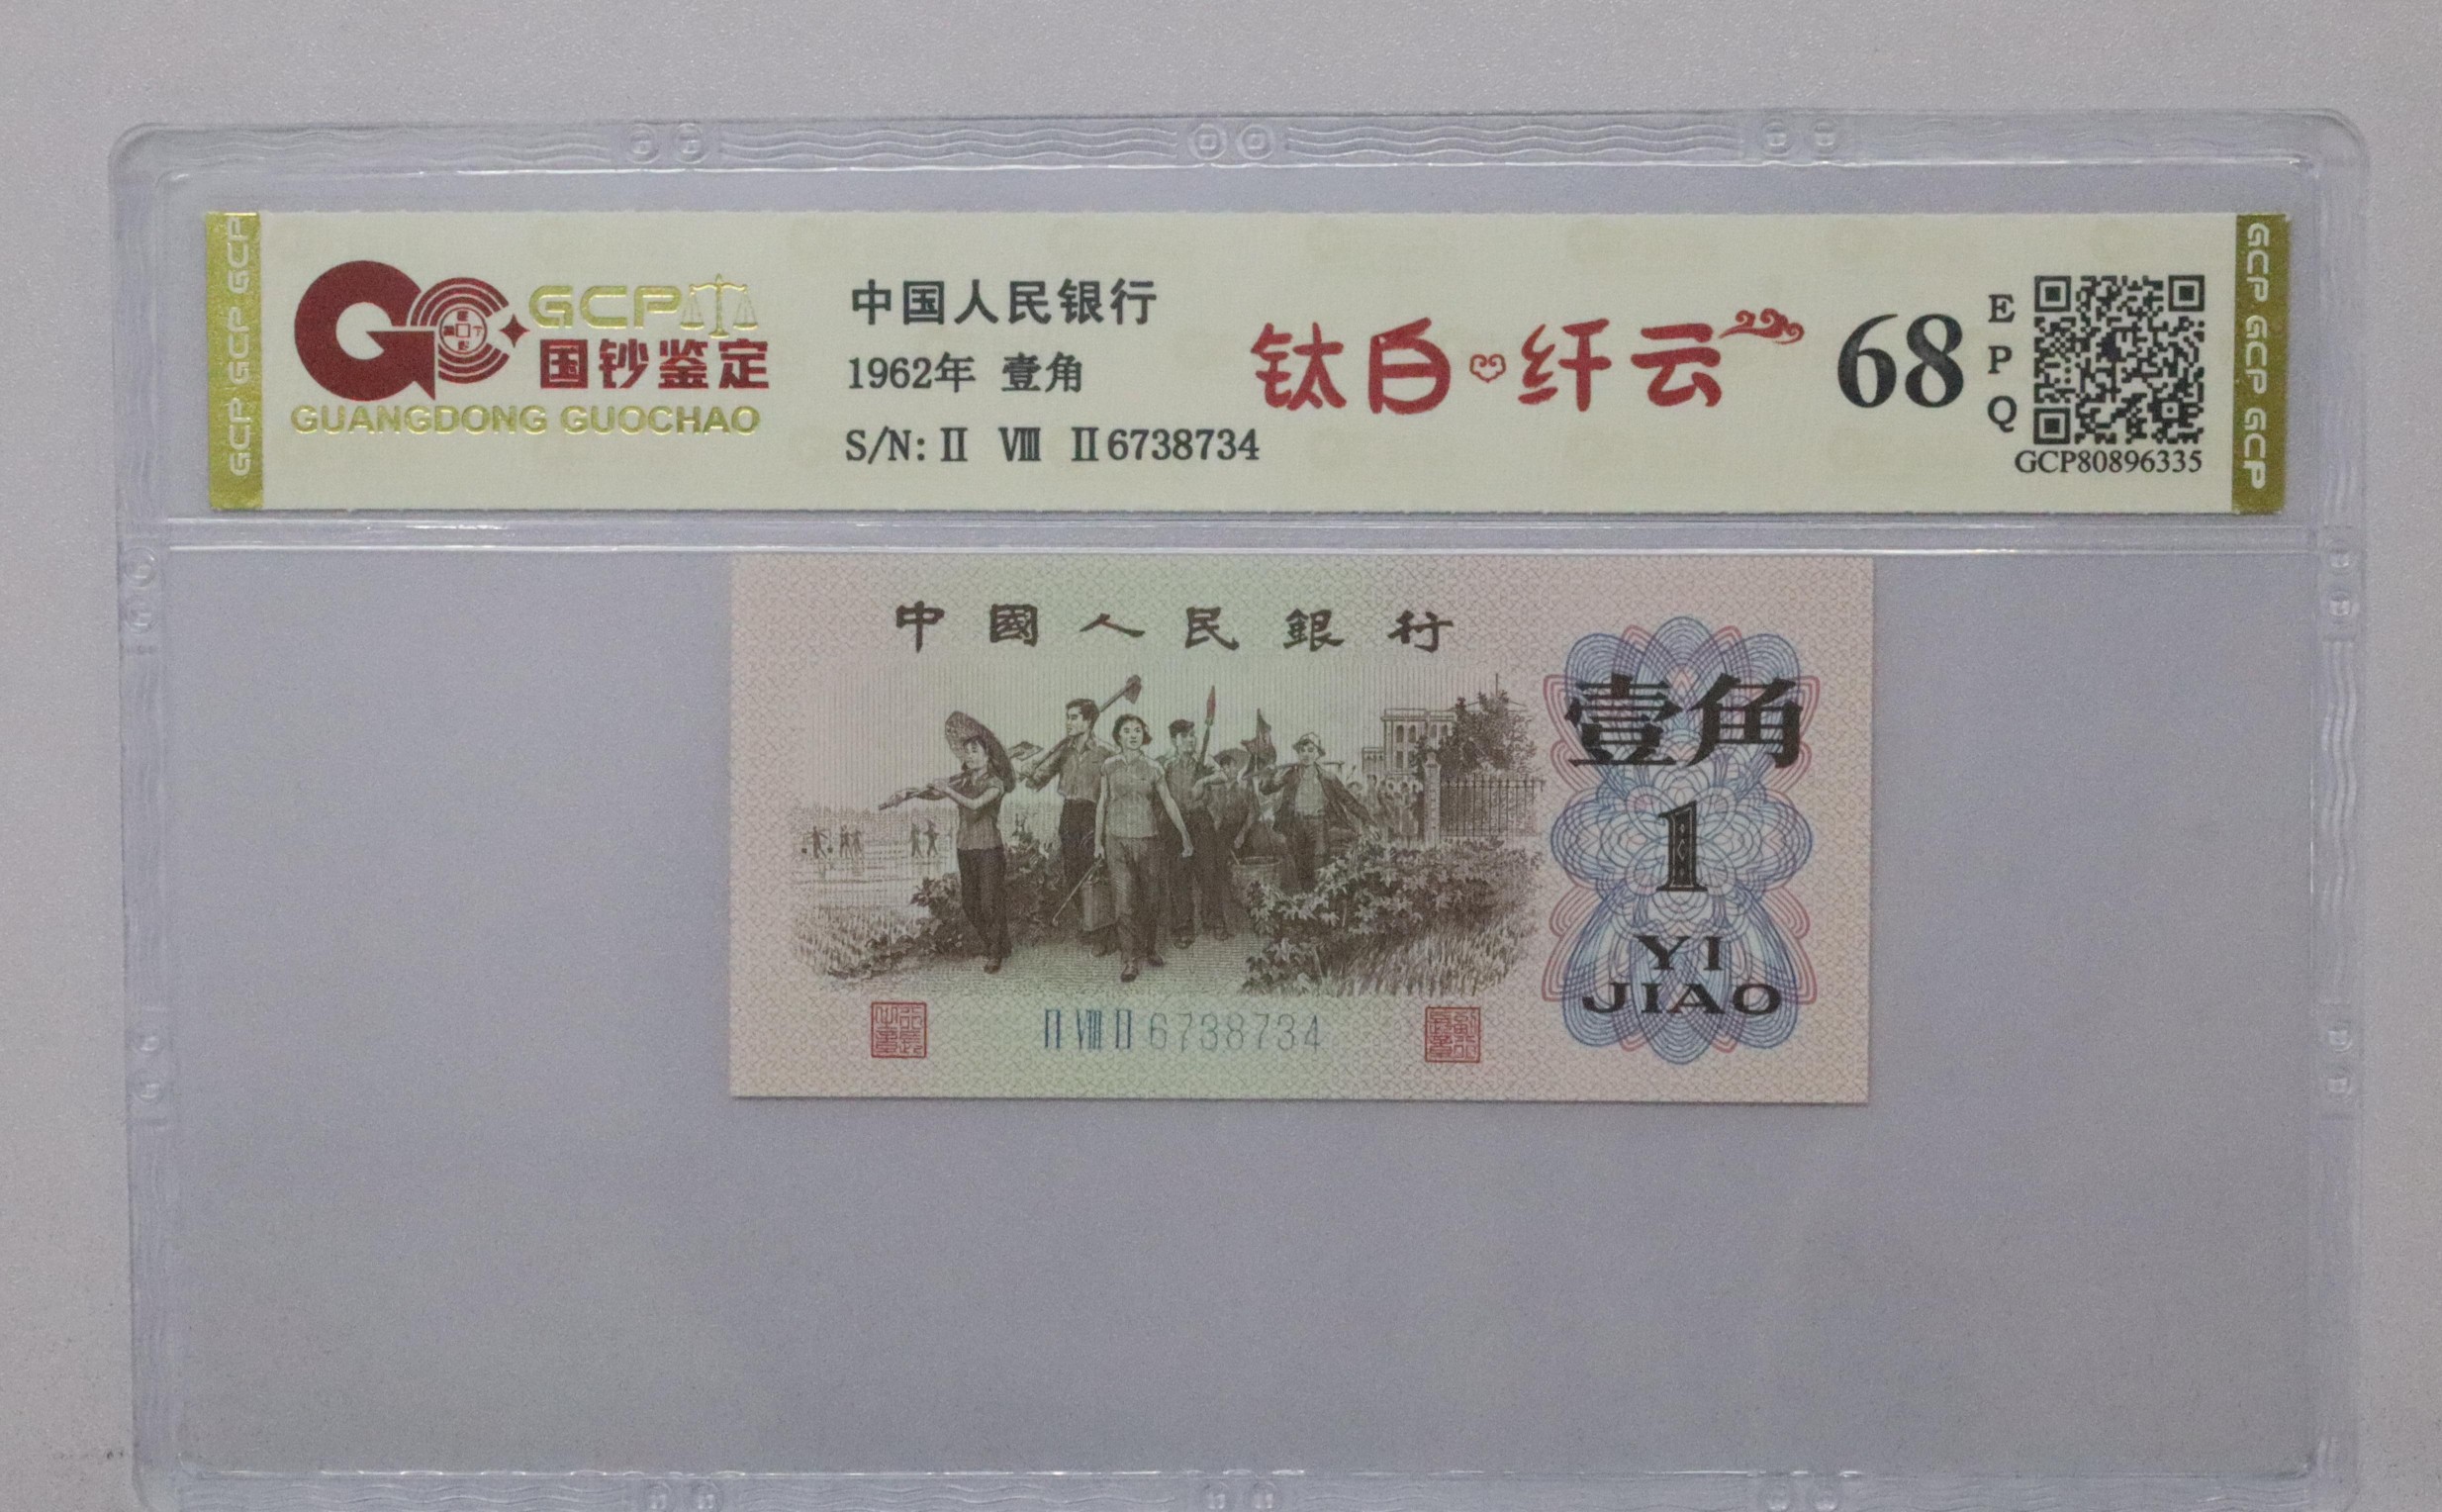 GCP GCP GCP
GCP
国钞鉴定
GUANGDONG GUOCHAO
中国人民银行
1962年 壹角
S/N: Ⅱ Ⅷ Ⅱ6738734
钛白纤云
68
EPQ
GCP80896335
GCP GCP GCP
中國人民銀行
壹角
1
YI
JIAO
Ⅱ Ⅷ Ⅱ 6738734